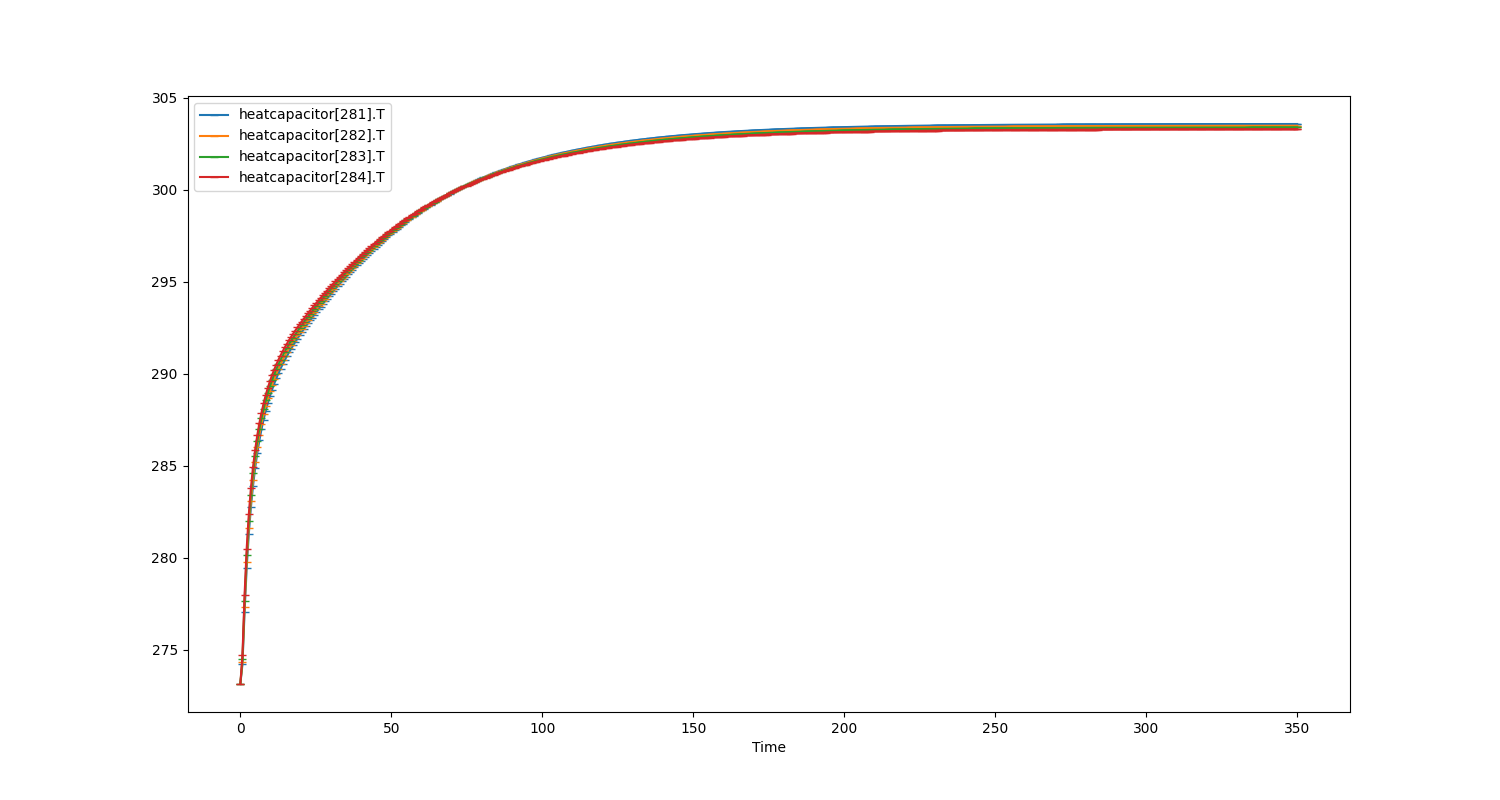 305
300
295
290
285
280
275
heatcapacitor[281].T
heatcapacitor[282].T
heatcapacitor[283].T
heatcapacitor[284].T
0 50 100 150 200 250 300 350
Time